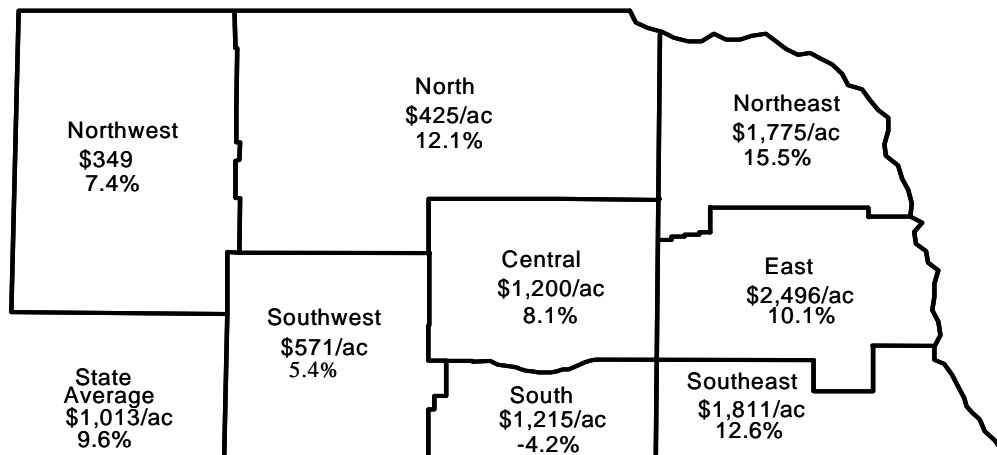 North
$425/ac
12.1%
Northeast
$1,775/ac
15.5%
Northwest
$349
7.4%
Central
$1,200/ac
8.1%
East
$2,496/ac
10.1%
Southwest
$571/ac
5.4%
State
Average
$1,013/ac
9.6%
South
$1,215/ac
-4.2%
Southeast
$1,811/ac
12.6%